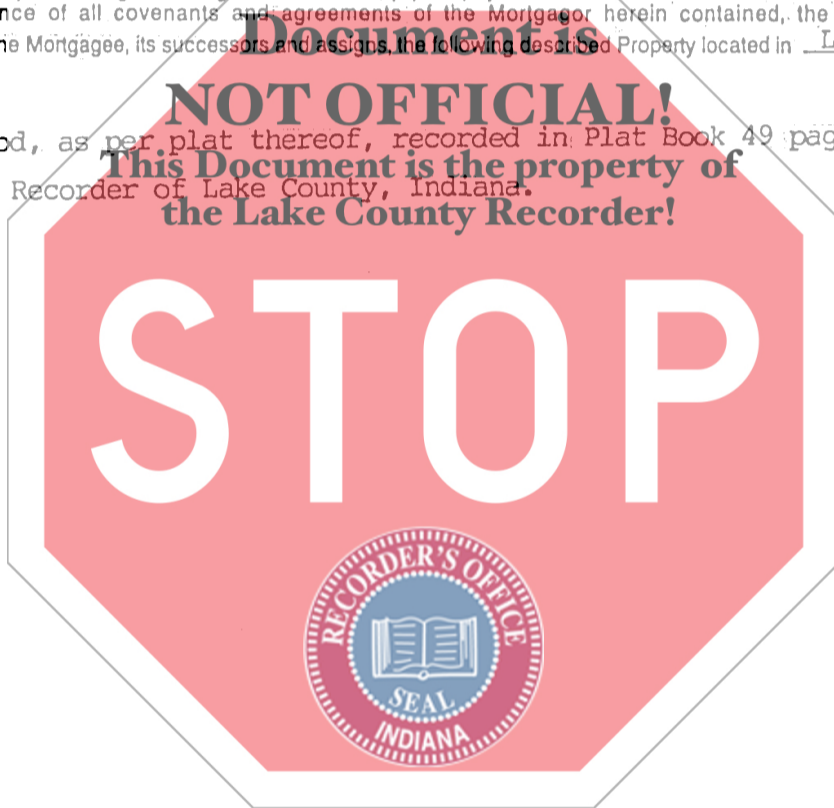 nce of all covenants and agreements of the Mortgagor herein contained, the
Document is
ne Mortgagee, its successors and assigns, the following described Property located in
NOT OFFICIAL!
od, as per plat thereof, recorded in Plat Book 49 pag
This Document is the property of
Recorder of Lake County, Indiana.
the Lake County Recorder!
STOP
RECORDER'S OFFICE
SEAL
INDIANA